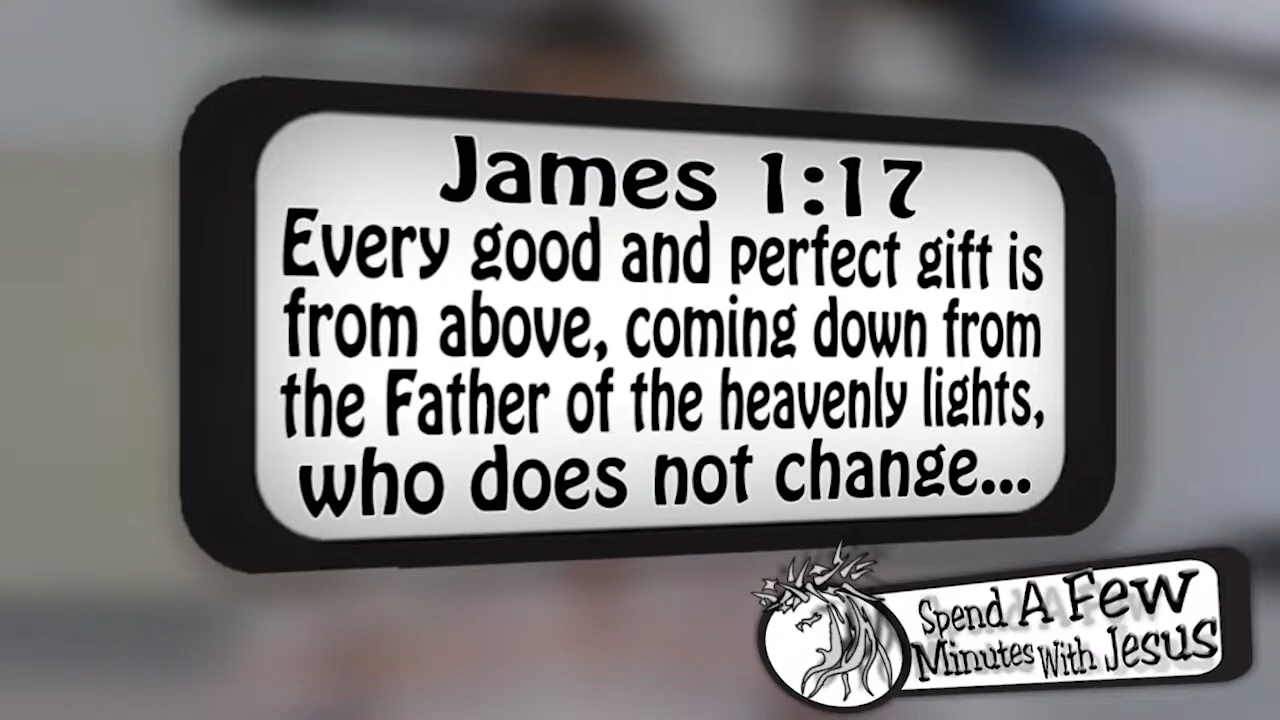 James 1:17
Every good and perfect gift is
from above, coming down from
the Father of the heavenly lights,
who does not change...
Spend A Few
Minutes With Jesus